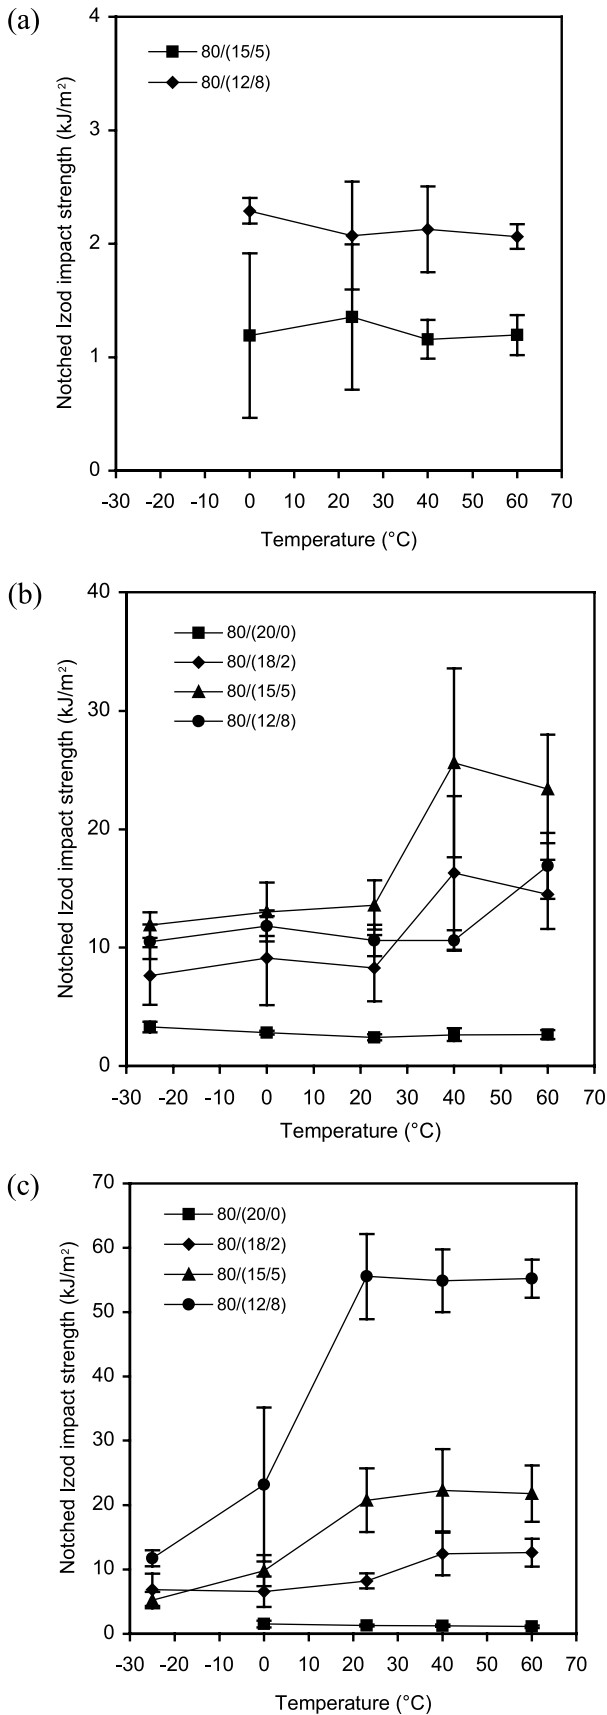 (a)
4
3
2
1
0
Notched Izod impact strength (kJ/m²)
80/(15/5)
80/(12/8)
-30 -20 -10 0 10 20 30 40 50 60 70
Temperature (°C)
(b)
40
30
20
10
0
Notched Izod impact strength (kJ/m²)
80/(20/0)
80/(18/2)
80/(15/5)
80/(12/8)
-30 -20 -10 0 10 20 30 40 50 60 70
Temperature (°C)
(c)
70
60
50
40
30
20
10
0
Notched Izod impact strength (kJ/m²)
80/(20/0)
80/(18/2)
80/(15/5)
80/(12/8)
-30 -20 -10 0 10 20 30 40 50 60 70
Temperature (°C)